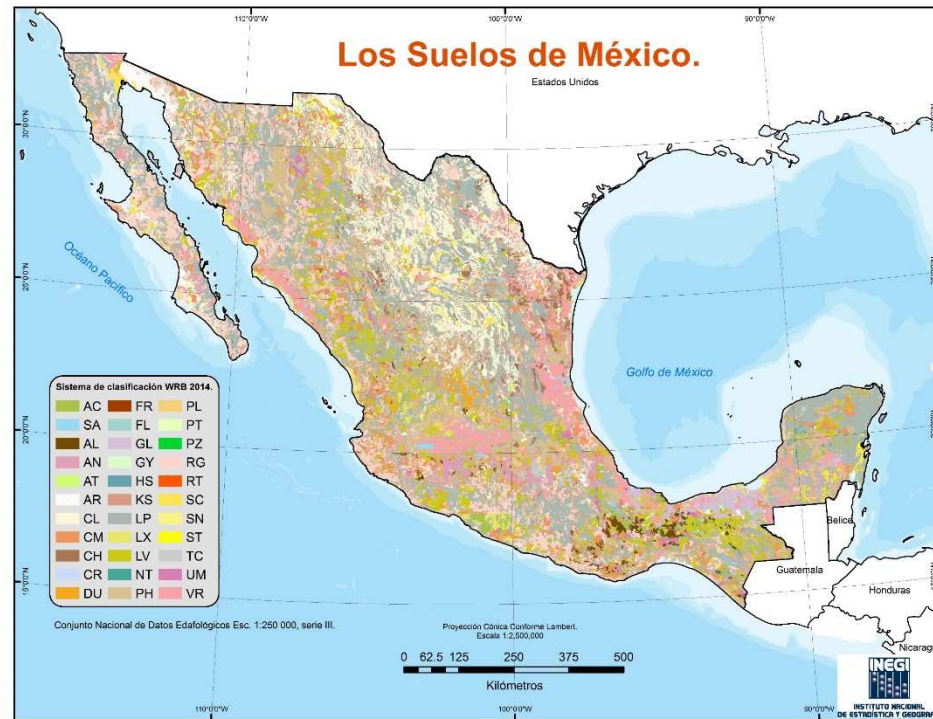 110°0'0"W 100°0'0"W 90°0'0"W
Los Suelos de México.
Estados Unidos
30°0'0"N
25°0'0"N
20°0'0"N
15°0'0"N
Océano Pacífico
Golfo de México
Sistema de clasificación WRB 2014.
AC FR PL
SA FL PT
AL GL PZ
AN GY RG
AT HS RT
AR KS SC
CL LP SN
CM LX ST
CH LV TC
CR NT UM
DU PH VR
Belice
Guatemala
Honduras
Nicarag
Conjunto Nacional de Datos Edafológicos Esc. 1:250 000, serie III.
Proyección Cónica Conforme Lambert.
Escala 1:2,500,000
0 62.5 125 250 375 500
Kilómetros
INEGI
INSTITUTO NACIONAL
DE ESTADÍSTICA Y GEOGRAF
110°0'0"W 100°0'0"W 90°0'0"W